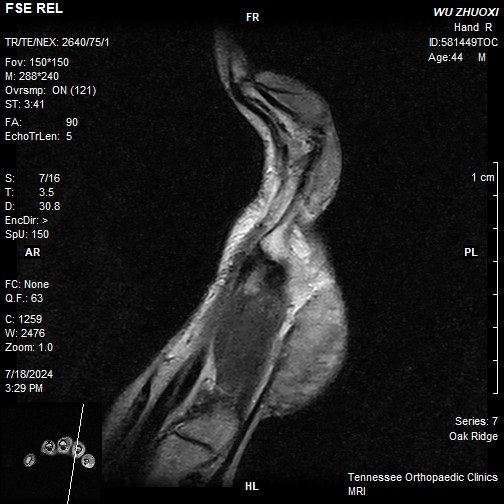 FSE REL
FR
WU ZHUOXI
Hand R
TR/TE/NEX: 2640/75/1
ID:581449TOC
Age:44 M
Fov: 150*150
M: 288*240
Ovrsmp: ON (121)
ST: 3:41
FA: 90
EchoTrLen: 5
S: 7/16
T: 3.5
D: 30.8
EncDir: >
SpU: 150
1 cm
AR
PL
FC: None
Q.F.: 63
C: 1259
W: 2476
Zoom: 1.0
7/18/2024
3:29 PM
Series: 7
Oak Ridge
HL
Tennessee Orthopaedic Clinics
MRI